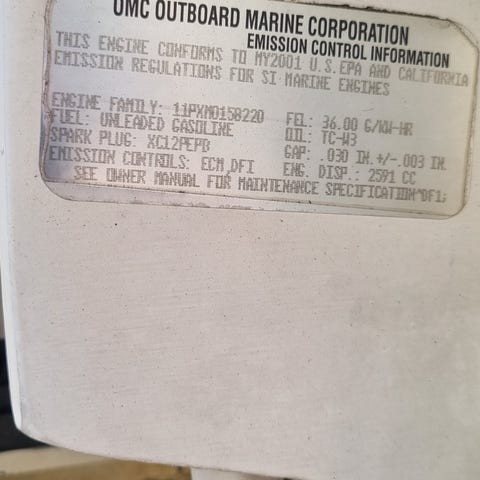 OMC OUTBOARD MARINE CORPORATION
EMISSION CONTROL INFORMATION
THIS ENGINE CONFORMS TO MY2001 U.S.EPA AND CALIFORNIA
EMISSION REGULATIONS FOR SI MARINE ENGINES
ENGINE FAMILY: 11PXM0158220 FEL: 36.00 G/KW-HR
FUEL: UNLEADED GASOLINE OIL: TC-W3
SPARK PLUG: XC12PEPB GAP: .030 IN.+/-.003 IN.
EMISSION CONTROLS: ECM,DFI ENG. DISP.: 2591 CC
SEE OWNER MANUAL FOR MAINTENANCE SPECIFICATION*DF1;